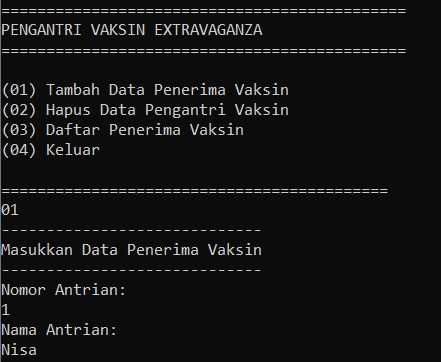 =============================================
PENGANTRI VAKSIN EXTRAVAGANZA
=============================================
(01) Tambah Data Penerima Vaksin
(02) Hapus Data Pengantri Vaksin
(03) Daftar Penerima Vaksin
(04) Keluar
===========================================
01
-----------------------------
Masukkan Data Penerima Vaksin
-----------------------------
Nomor Antrian:
1
Nama Antrian:
Nisa